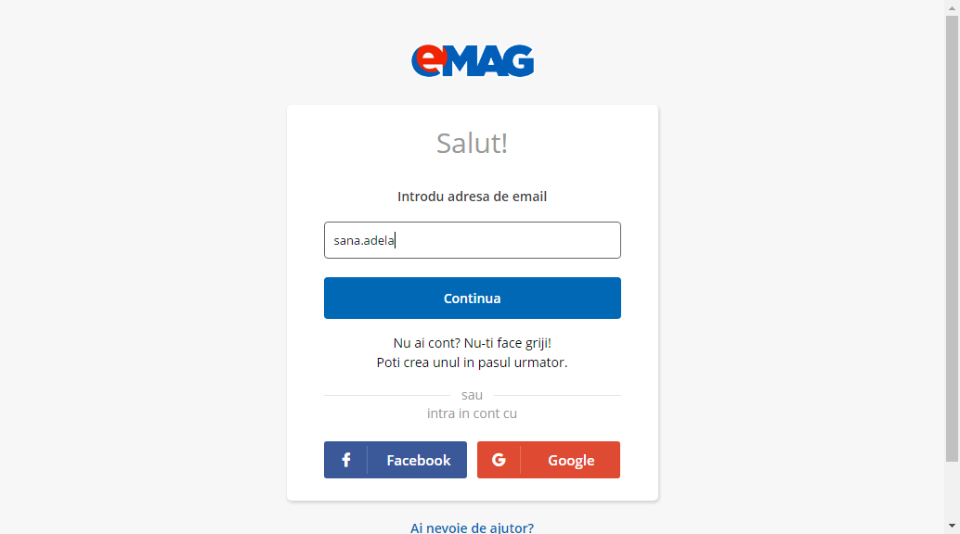 eMAG
Salut!
Introdu adresa de email
sana.adela
Continua
Nu ai cont? Nu-ti face griji!
Poti crea unul in pasul urmator.
sau
intra in cont cu
Facebook
Google
Ai nevoie de ajutor?